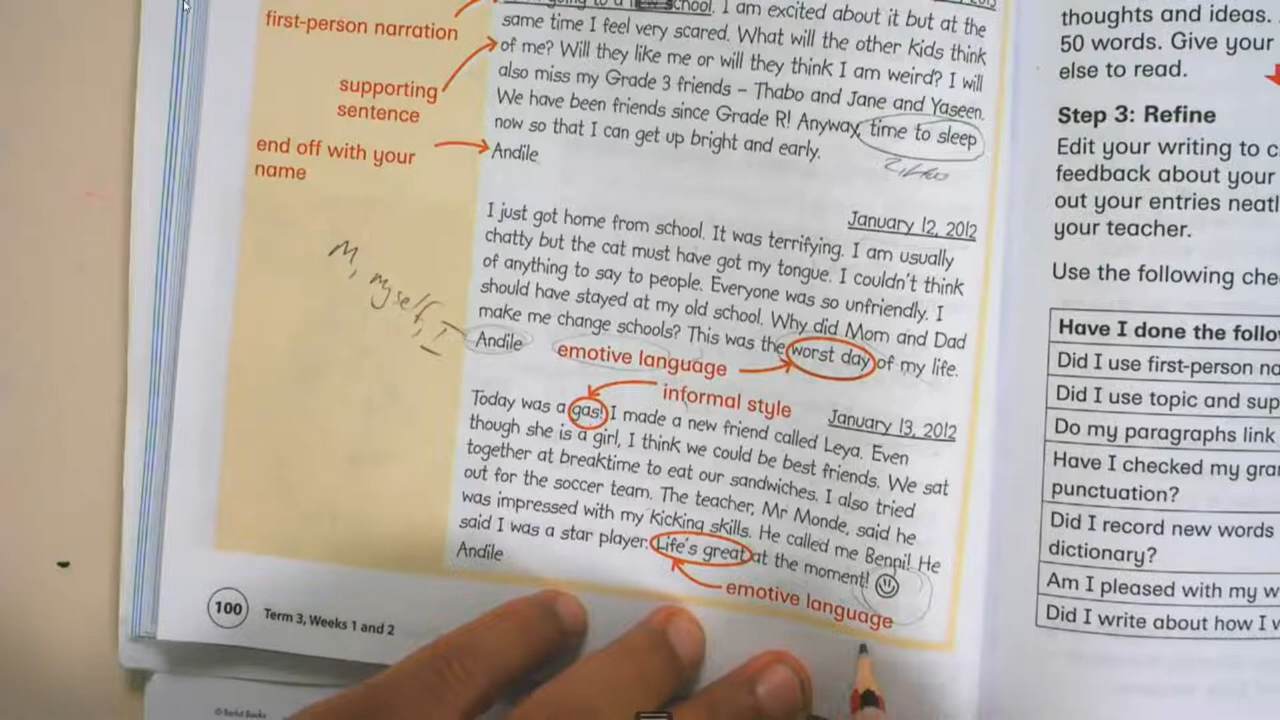 school. I am excited about it but at the
same time I feel very scared. What will the other Kids think
of me? Will they like me or will they think I am weird? I will
also miss my Grade 3 friends – Thabo and Jane and Yaseen.
We have been friends since Grade R! Anyway, time to sleep
now so that I can get up bright and early.
Andile
first-person narration
supporting
sentence
end off with your
name
January 12, 2012
I just got home from school. It was terrifying. I am usually
chatty but the cat must have got my tongue. I couldn't think
of anything to say to people. Everyone was so unfriendly. I
should have stayed at my old school. Why did Mom and Dad
make me change schools? This was the worst day of my life.
Andile
M, myself, I
emotive language
informal style
January 13, 2012
Today was a gas! I made a new friend called Leya. Even
though she is a girl, I think we could be best friends. We sat
together at breaktime to eat our sandwiches. I also tried
out for the soccer team. The teacher, Mr Monde, said he
was impressed with my kicking skills. He called me Benpi! He
said I was a star player. Life's great at the moment!
Andile
emotive language
100
Term 3, Weeks 1 and 2
thoughts and ideas.
50 words. Give your
else to read.
Step 3: Refine
Edit your writing to c
feedback about your
out your entries neatl
your teacher.
Use the following che
Have I done the follo
Did I use first-person na
Did I use topic and sup
Do my paragraphs link
Have I checked my gra
punctuation?
Did I record new words
dictionary?
Am I pleased with my w
Did I write about how I v